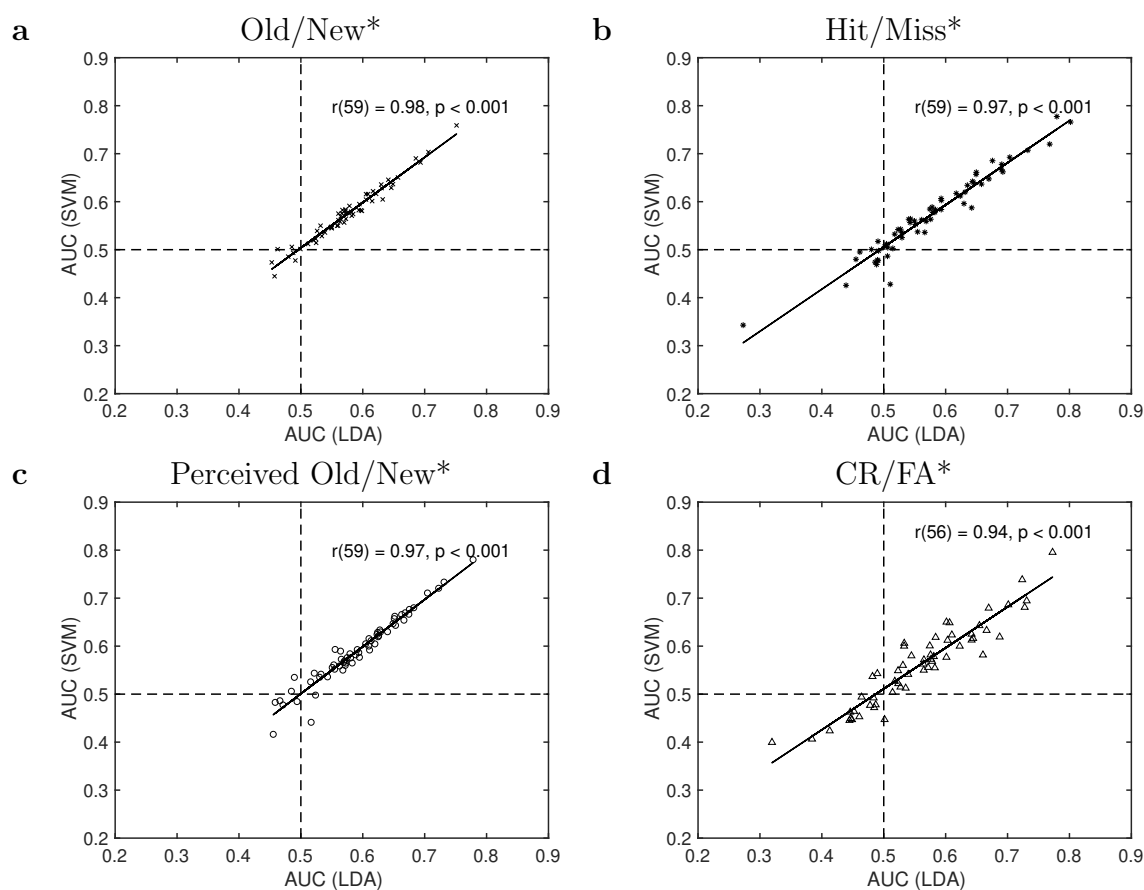 a
Old/New*
0.9
0.8
0.7
0.6
0.5
0.4
0.3
0.2
AUC (SVM)
r(59) = 0.98, p < 0.001
0.2 0.3 0.4 0.5 0.6 0.7 0.8 0.9
AUC (LDA)
b
Hit/Miss*
0.9
0.8
0.7
0.6
0.5
0.4
0.3
0.2
AUC (SVM)
r(59) = 0.97, p < 0.001
0.2 0.3 0.4 0.5 0.6 0.7 0.8 0.9
AUC (LDA)
c
Perceived Old/New*
0.9
0.8
0.7
0.6
0.5
0.4
0.3
0.2
AUC (SVM)
r(59) = 0.97, p < 0.001
0.2 0.3 0.4 0.5 0.6 0.7 0.8 0.9
AUC (LDA)
d
CR/FA*
0.9
0.8
0.7
0.6
0.5
0.4
0.3
0.2
AUC (SVM)
r(56) = 0.94, p < 0.001
0.2 0.3 0.4 0.5 0.6 0.7 0.8 0.9
AUC (LDA)